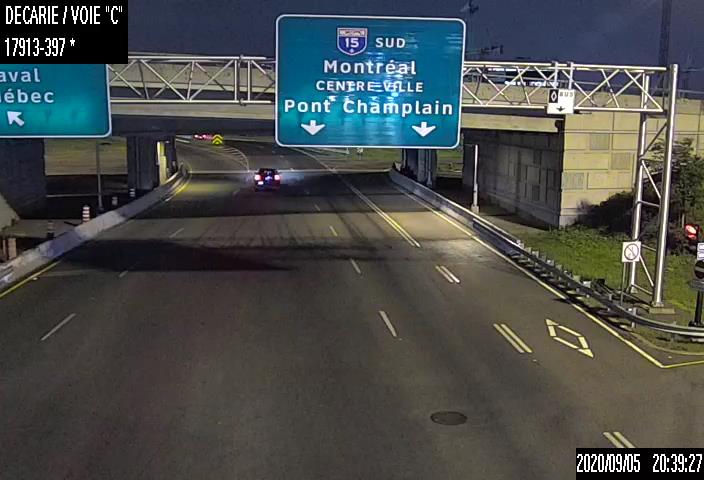 DECARIE / VOIE "C"
17913-397 *
15 SUD
Montréal
CENTRE-VILLE
Pont Champlain
aval
ébec
BUS
2020/09/05 20:39:27